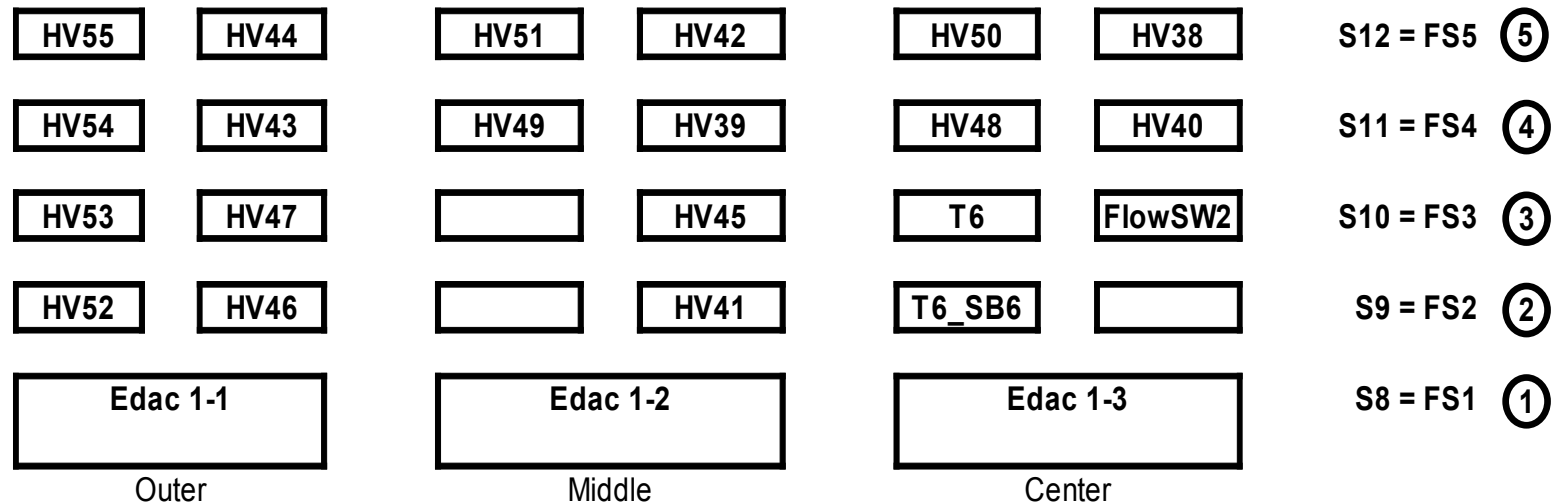 HV55 HV44 HV51 HV42 HV50 HV38 S12 = FS5 5
HV54 HV43 HV49 HV39 HV48 HV40 S11 = FS4 4
HV53 HV47 HV45 T6 FlowSW2 S10 = FS3 3
HV52 HV46 HV41 T6_SB6 S9 = FS2 2
Edac 1-1 Edac 1-2 Edac 1-3 S8 = FS1 1
Outer Middle Center